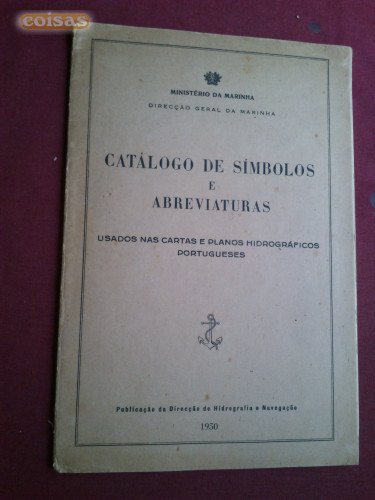 coisas
MINISTÉRIO DA MARINHA
DIRECÇÃO GERAL DA MARINHA
CATÁLOGO DE SÍMBOLOS
E
ABREVIATURAS
USADOS NAS CARTAS E PLANOS HIDROGRÁFICOS
PORTUGUESES
Publicação da Direcção de Hidrografia e Navegação
1950